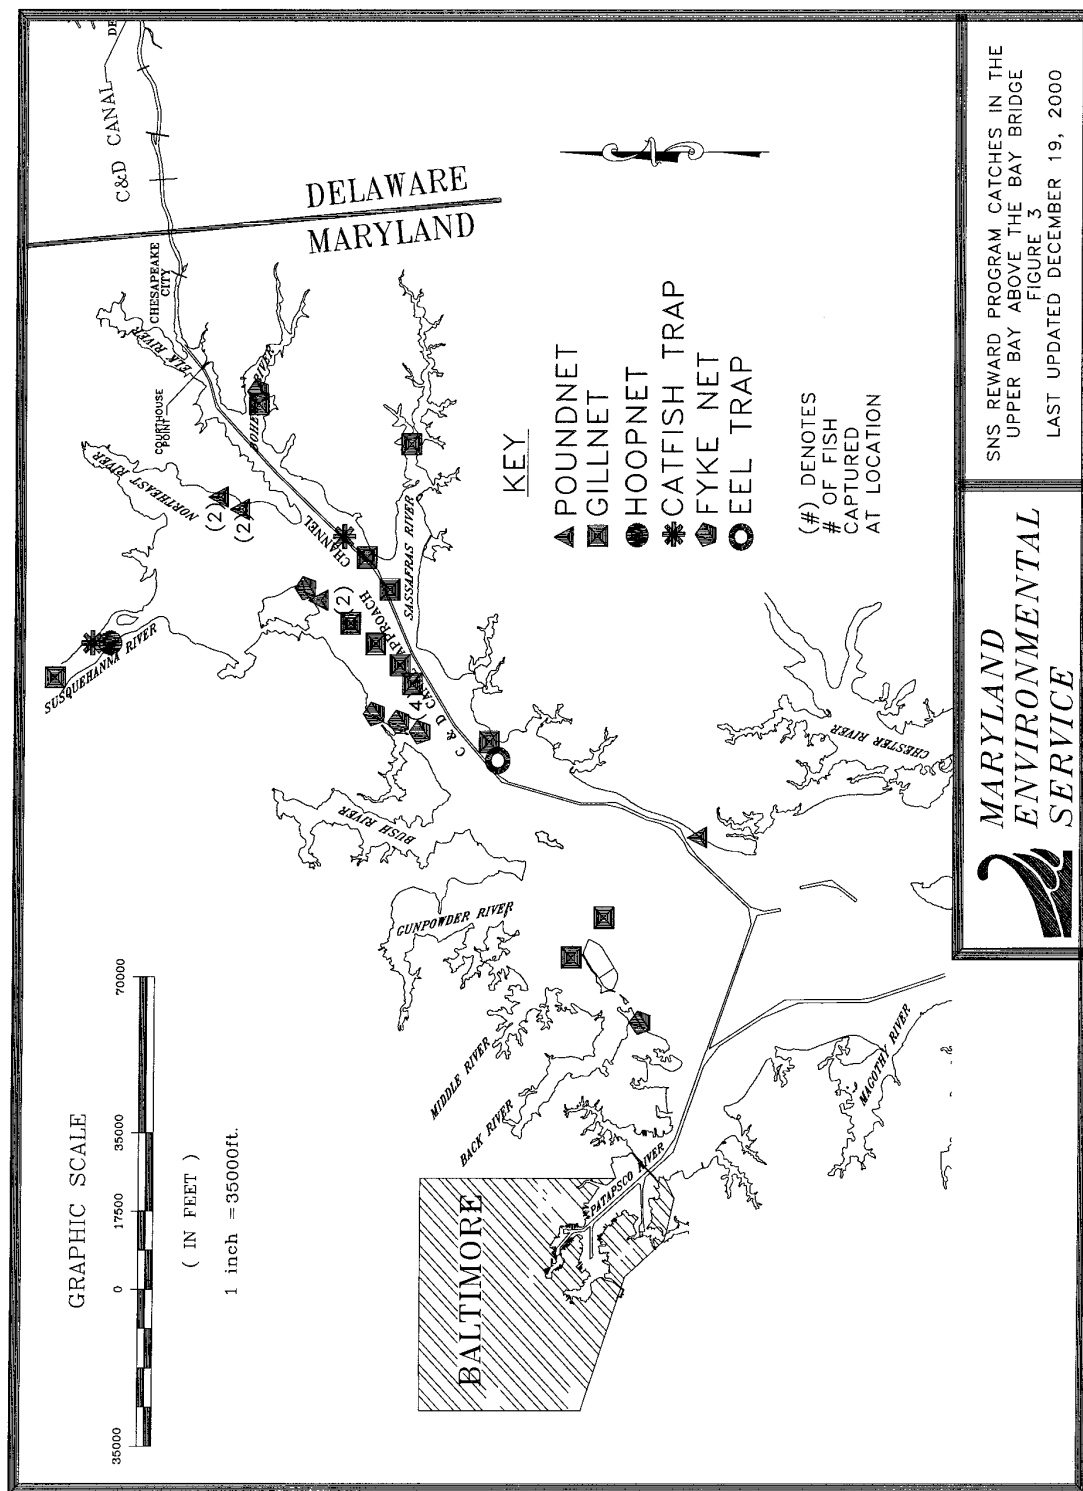 GRAPHIC SCALE
35000
0
17500
35000
70000
( IN FEET )
1 inch = 35000ft.
SUSQUEHANNA RIVER
NORTHEAST RIVER
ELK RIVER
COURTHOUSE
POINT
CHESAPEAKE
CITY
C&D CANAL
DELAWARE
MARYLAND
(2)
(2)
(2)
(4)
RIVER
C & D CANAL APPROACH CHANNEL
SASSAFRAS RIVER
BUSH RIVER
GUNPOWDER RIVER
MIDDLE RIVER
BACK RIVER
BALTIMORE
PATAPSCO RIVER
MAGOTHY RIVER
CHESTER RIVER
KEY
POUNDNET
GILLNET
HOOPNET
CATFISH TRAP
FYKE NET
EEL TRAP
(#) DENOTES
# OF FISH
CAPTURED
AT LOCATION
MARYLAND
ENVIRONMENTAL
SERVICE
SNS REWARD PROGRAM CATCHES IN THE
UPPER BAY ABOVE THE BAY BRIDGE
FIGURE 3
LAST UPDATED DECEMBER 19, 2000